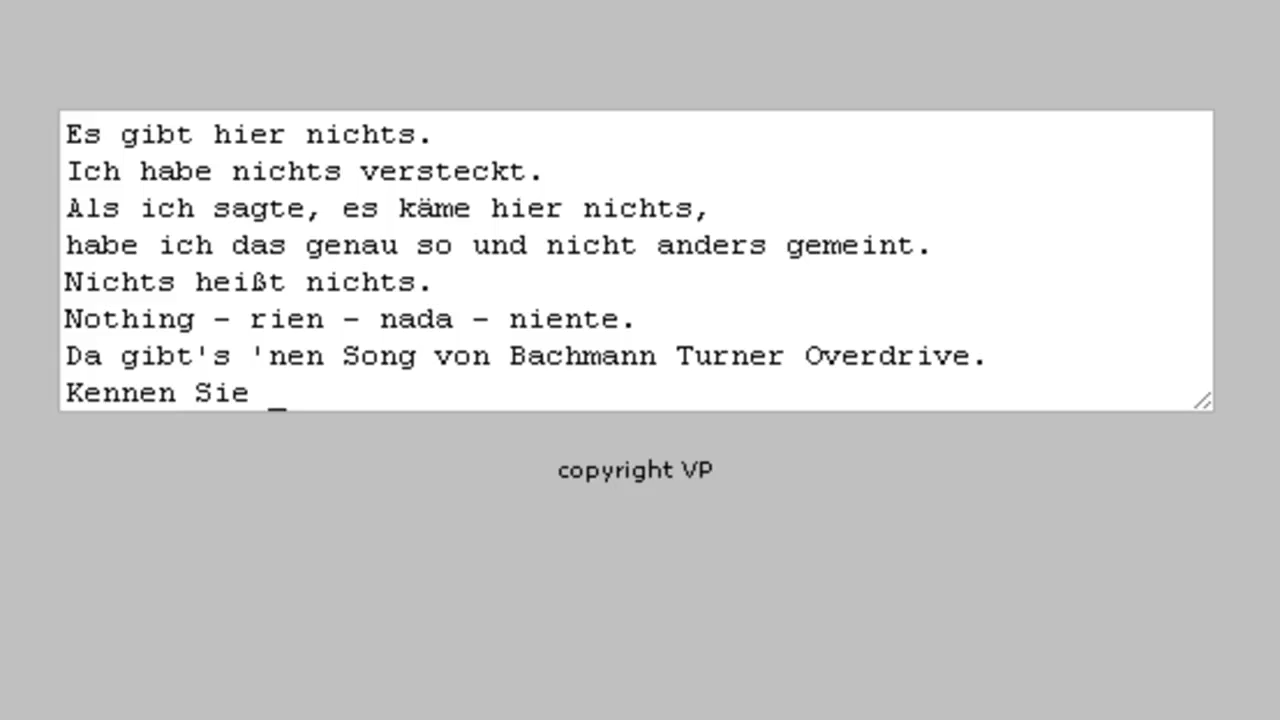 Es gibt hier nichts.
Ich habe nichts versteckt.
Als ich sagte, es käme hier nichts,
habe ich das genau so und nicht anders gemeint.
Nichts heißt nichts.
Nothing - rien - nada - niente.
Da gibt's 'nen Song von Bachmann Turner Overdrive.
Kennen Sie _
copyright VP